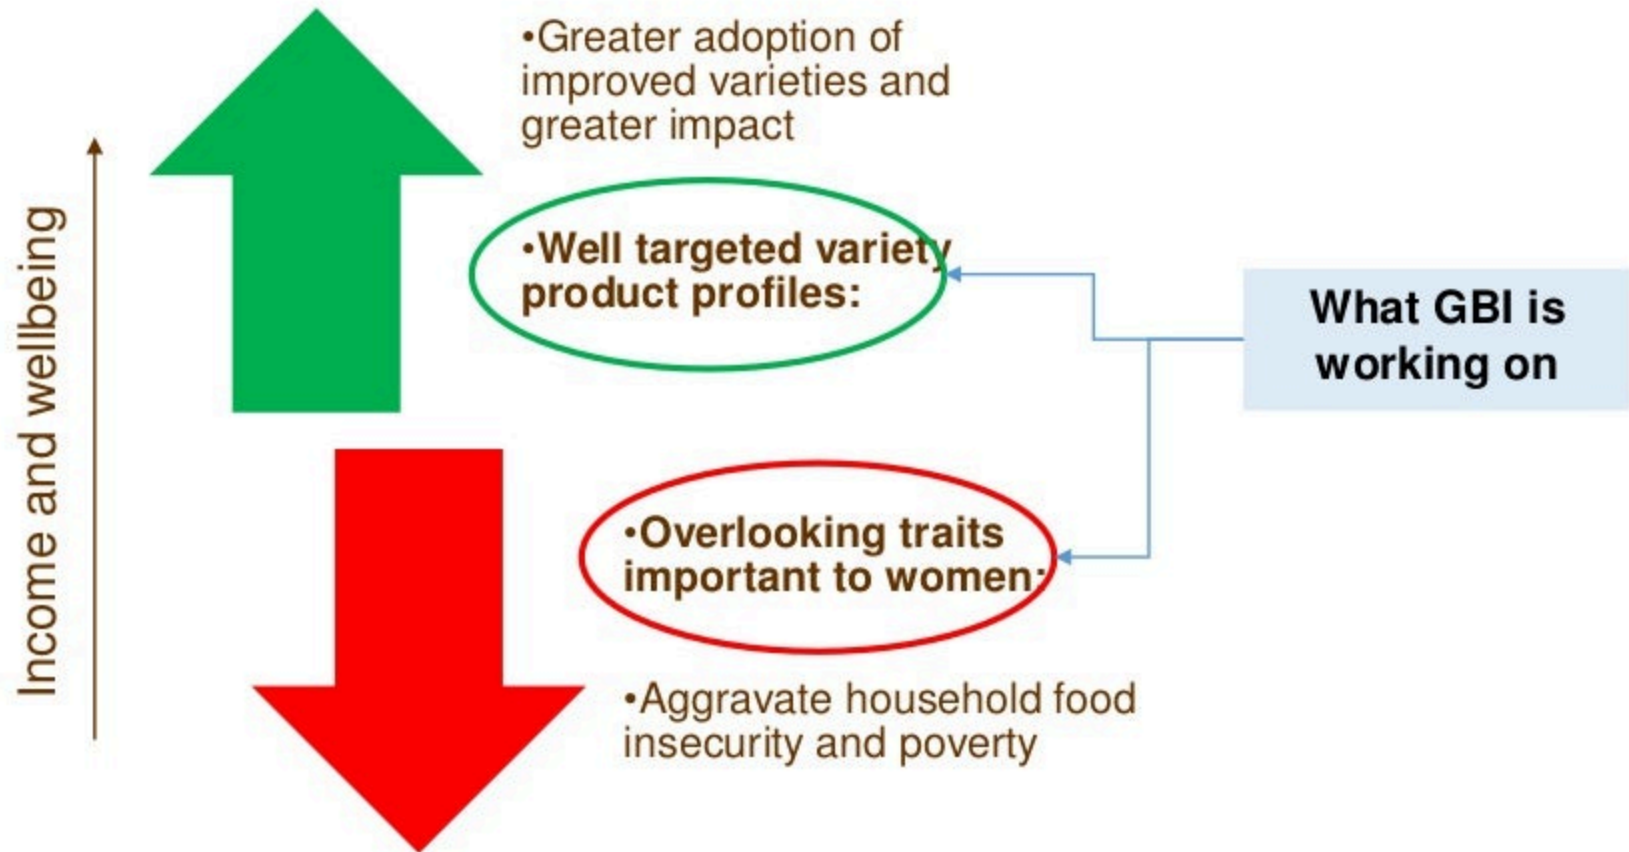 •Greater adoption of
improved varieties and
greater impact
•Well targeted variety
product profiles:
What GBI is
working on
Income and wellbeing
•Overlooking traits
important to women:
•Aggravate household food
insecurity and poverty